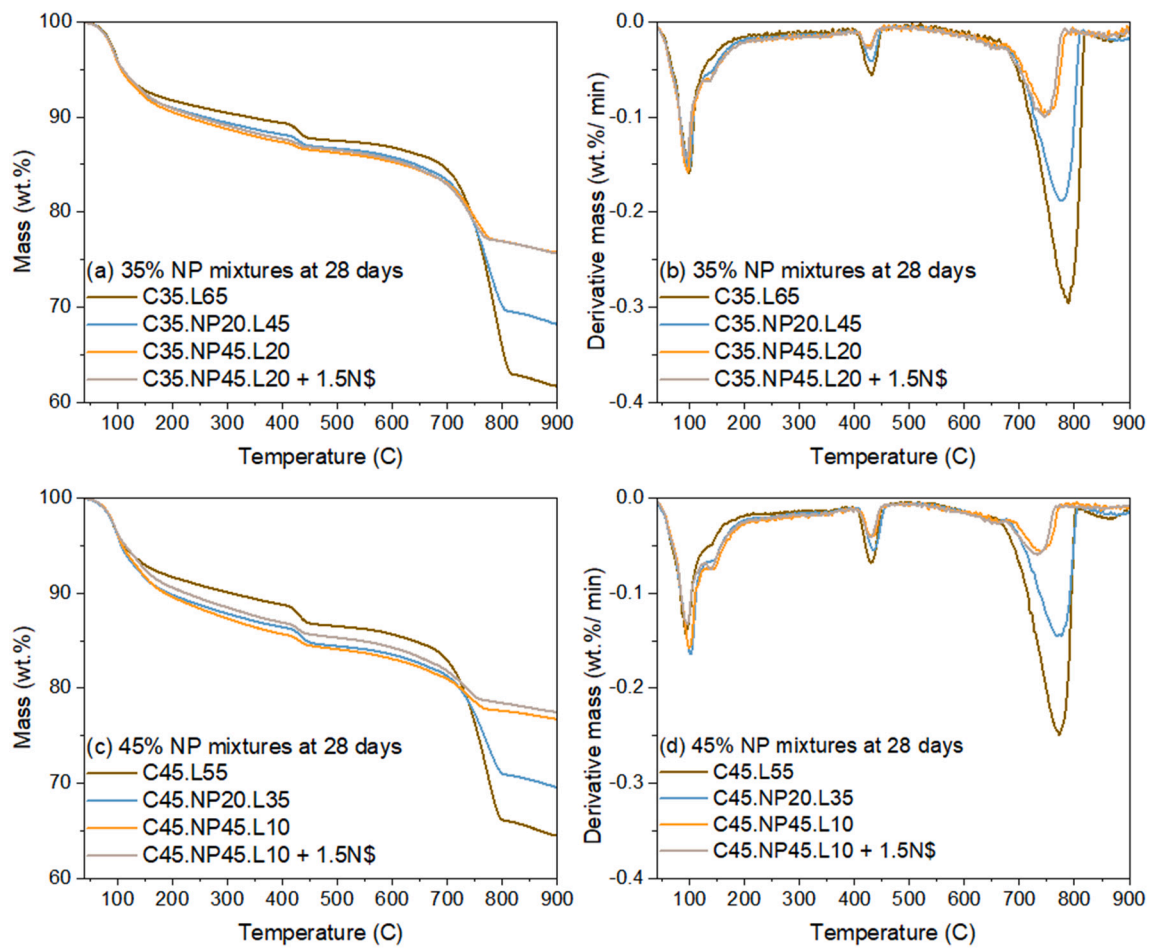 100
90
80
70
60
Mass (wt.%)
(a) 35% NP mixtures at 28 days
C35.L65
C35.NP20.L45
C35.NP45.L20
C35.NP45.L20 + 1.5N$
100 200 300 400 500 600 700 800 900
Temperature (C)
0.0
-0.1
-0.2
-0.3
-0.4
Derivative mass (wt.%/ min)
(b) 35% NP mixtures at 28 days
C35.L65
C35.NP20.L45
C35.NP45.L20
C35.NP45.L20 + 1.5N$
100 200 300 400 500 600 700 800 900
Temperature (C)
100
90
80
70
60
Mass (wt.%)
(c) 45% NP mixtures at 28 days
C45.L55
C45.NP20.L35
C45.NP45.L10
C45.NP45.L10 + 1.5N$
100 200 300 400 500 600 700 800 900
Temperature (C)
0.0
-0.1
-0.2
-0.3
-0.4
Derivative mass (wt.%/ min)
(d) 45% NP mixtures at 28 days
C45.L55
C45.NP20.L35
C45.NP45.L10
C45.NP45.L10 + 1.5N$
100 200 300 400 500 600 700 800 900
Temperature (C)